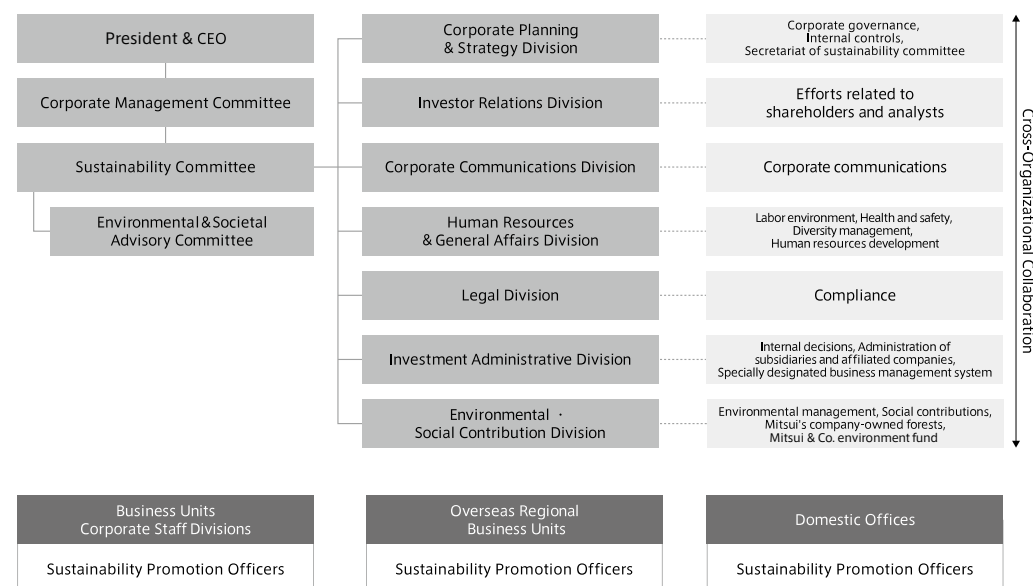 President & CEO
Corporate Management Committee
Sustainability Committee
Environmental & Societal
Advisory Committee
Corporate Planning
& Strategy Division
Corporate governance,
Internal controls,
Secretariat of sustainability committee
Investor Relations Division
Efforts related to
shareholders and analysts
Corporate Communications Division
Corporate communications
Human Resources
& General Affairs Division
Labor environment, Health and safety,
Diversity management,
Human resources development
Legal Division
Compliance
Investment Administrative Division
Internal decisions, Administration of
subsidiaries and affiliated companies,
Specially designated business management system
Environmental ·
Social Contribution Division
Environmental management, Social contributions,
Mitsui's company-owned forests,
Mitsui & Co. environment fund
Cross-Organizational Collaboration
Business Units
Corporate Staff Divisions
Sustainability Promotion Officers
Overseas Regional
Business Units
Sustainability Promotion Officers
Domestic Offices
Sustainability Promotion Officers